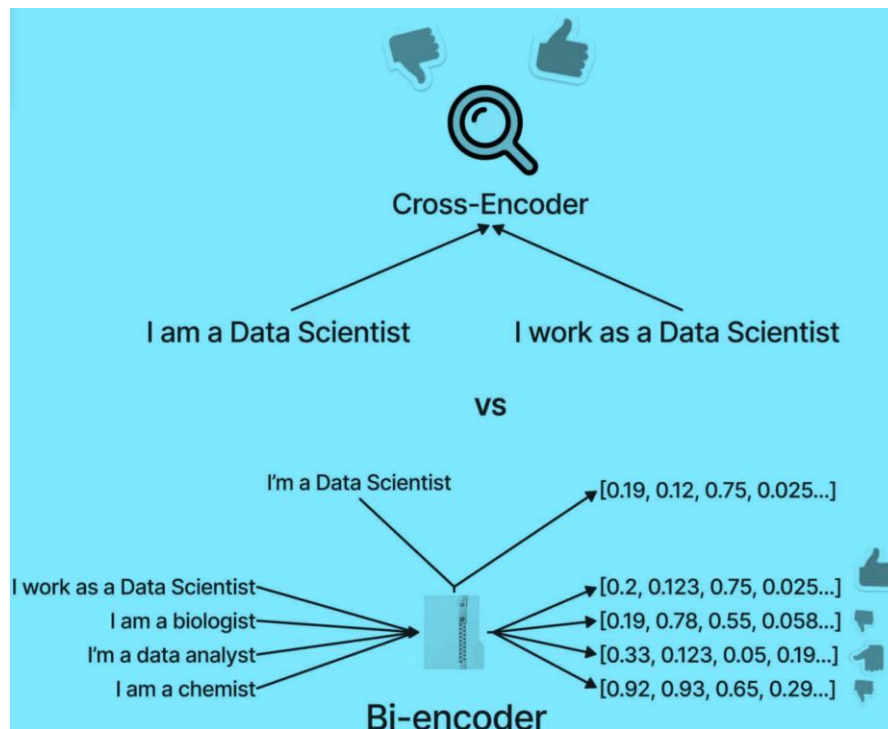 Cross-Encoder
I am a Data Scientist
I work as a Data Scientist
vs
I'm a Data Scientist
[0.19, 0.12, 0.75, 0.025...]
I work as a Data Scientist
[0.2, 0.123, 0.75, 0.025...]
I am a biologist
[0.19, 0.78, 0.55, 0.058...]
I'm a data analyst
[0.33, 0.123, 0.05, 0.19...]
I am a chemist
[0.92, 0.93, 0.65, 0.29...]
Bi-encoder